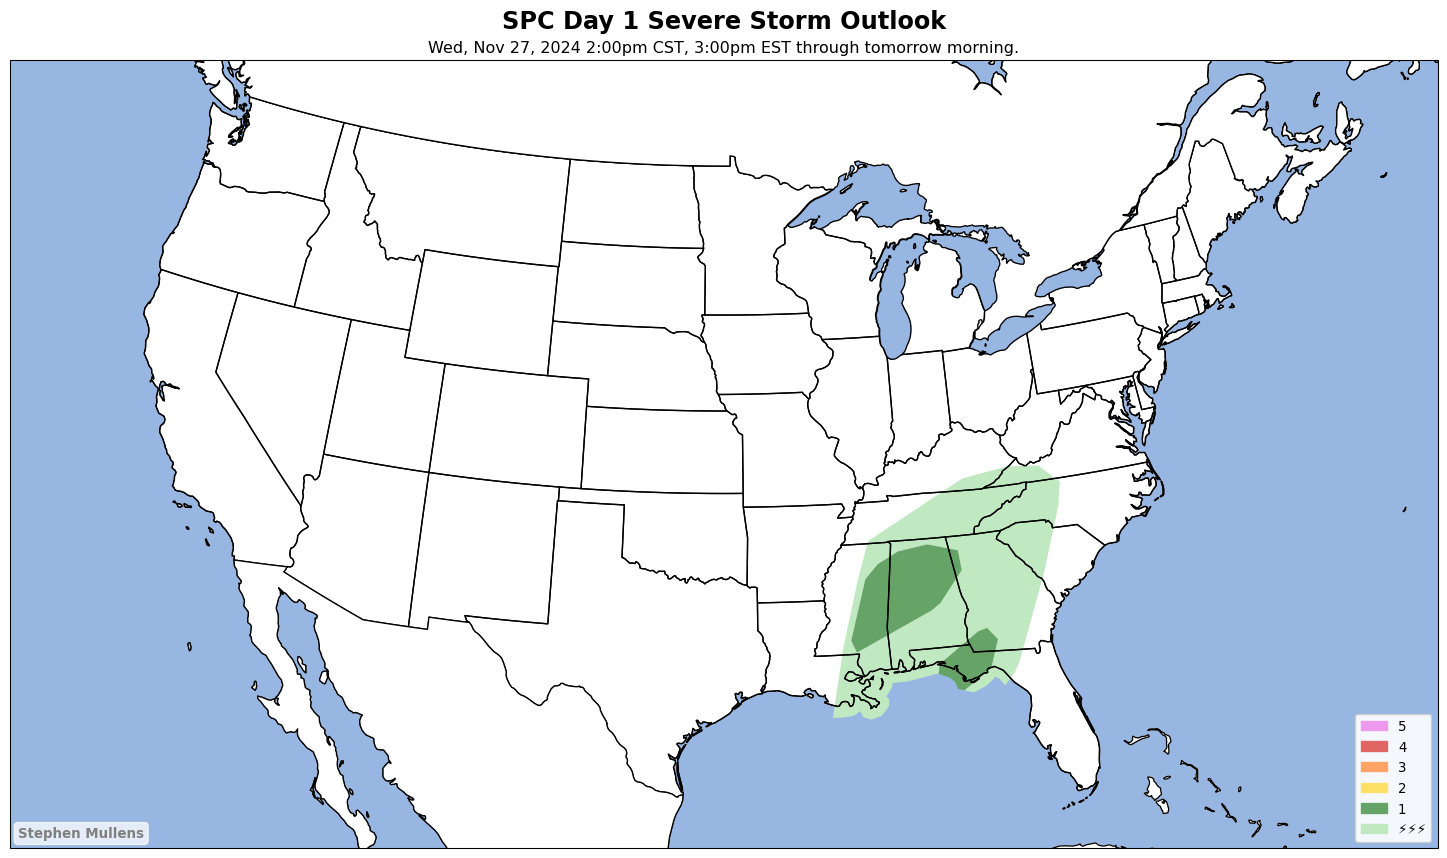 SPC Day 1 Severe Storm Outlook
Wed, Nov 27, 2024 2:00pm CST, 3:00pm EST through tomorrow morning.
5
4
3
2
1
⚡⚡⚡
Stephen Mullens